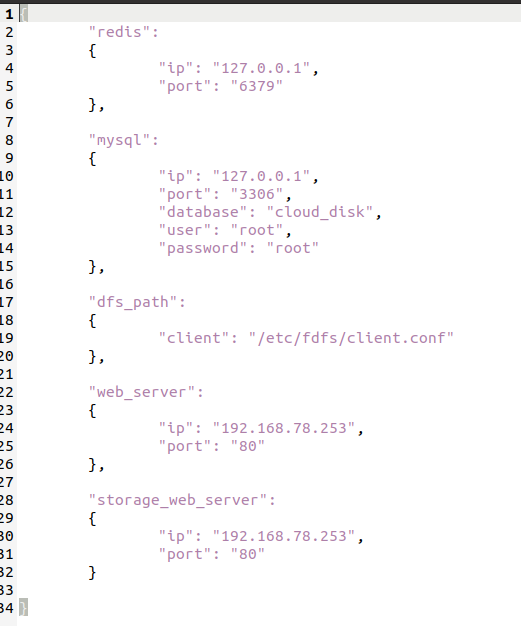 1 {
2 "redis":
3 {
4 "ip": "127.0.0.1",
5 "port": "6379"
6 },
7
8 "mysql":
9 {
10 "ip": "127.0.0.1",
11 "port": "3306",
12 "database": "cloud_disk",
13 "user": "root",
14 "password": "root"
15 },
16
17 "dfs_path":
18 {
19 "client": "/etc/fdfs/client.conf"
20 },
21
22 "web_server":
23 {
24 "ip": "192.168.78.253",
25 "port": "80"
26 },
27
28 "storage_web_server":
29 {
30 "ip": "192.168.78.253",
31 "port": "80"
32 }
33
34 }